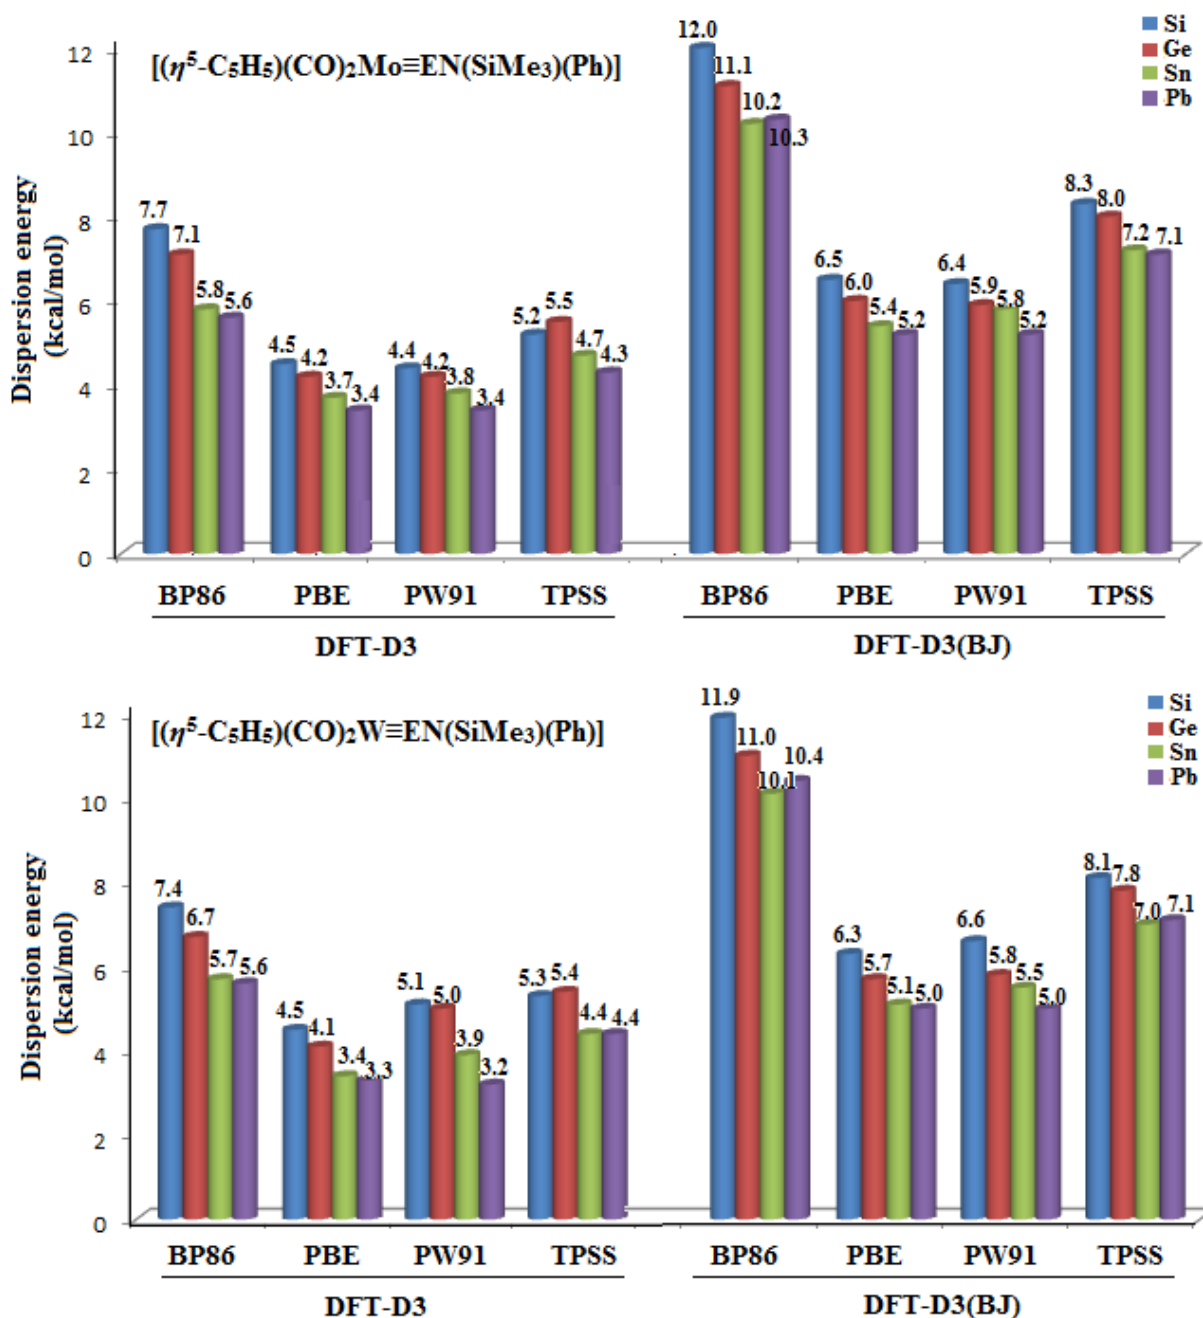 [(η⁵-C₅H₅)(CO)₂Mo≡EN(SiMe₃)(Ph)]
Si
Ge
Sn
Pb
Dispersion energy
(kcal/mol)
12
10
8
6
4
2
0
7.7 7.1 5.8 5.6
4.5 4.2 3.7 3.4
4.4 4.2 3.8 3.4
5.2 5.5 4.7 4.3
12.0 11.1 10.2 10.3
6.5 6.0 5.4 5.2
6.4 5.9 5.8 5.2
8.3 8.0 7.2 7.1
BP86 PBE PW91 TPSS BP86 PBE PW91 TPSS
DFT-D3 DFT-D3(BJ)
[(η⁵-C₅H₅)(CO)₂W≡EN(SiMe₃)(Ph)]
Si
Ge
Sn
Pb
Dispersion energy
(kcal/mol)
12
10
8
6
4
2
0
7.4 6.7 5.7 5.6
4.5 4.1 3.4 3.3
5.1 5.0 3.9 3.2
5.3 5.4 4.4 4.4
11.9 11.0 10.1 10.4
6.3 5.7 5.1 5.0
6.6 5.8 5.5 5.0
8.1 7.8 7.0 7.1
BP86 PBE PW91 TPSS BP86 PBE PW91 TPSS
DFT-D3 DFT-D3(BJ)